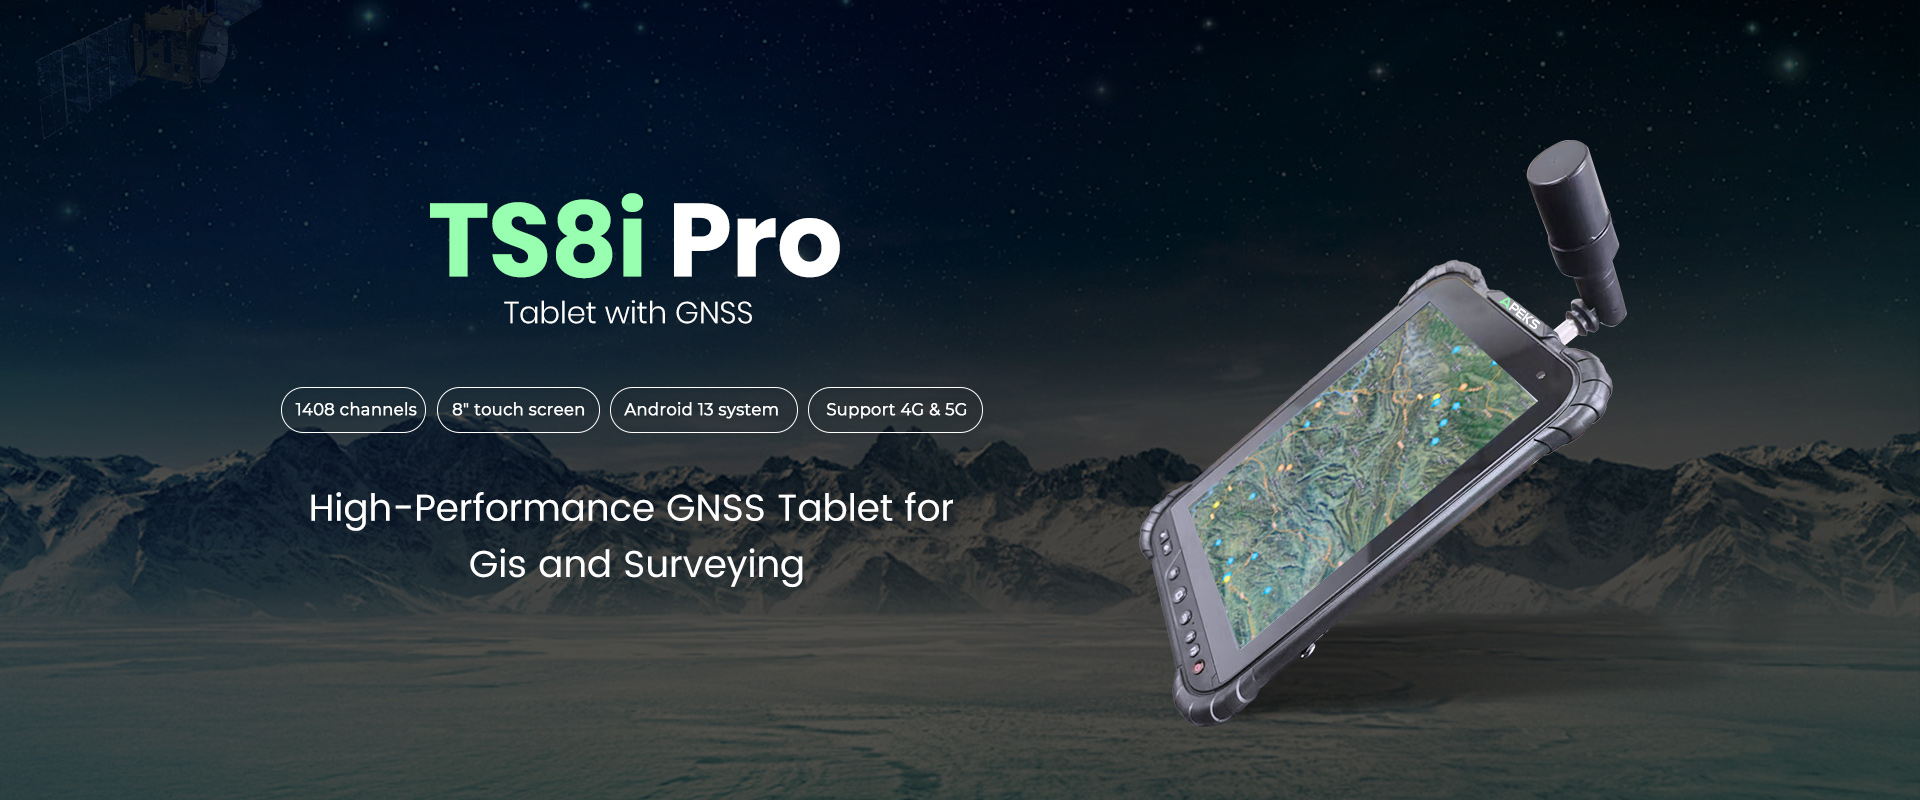 TS8i Pro
Tablet with GNSS
1408 channels
8" touch screen
Android 13 system
Support 4G & 5G
High-Performance GNSS Tablet for
Gis and Surveying
APEKS